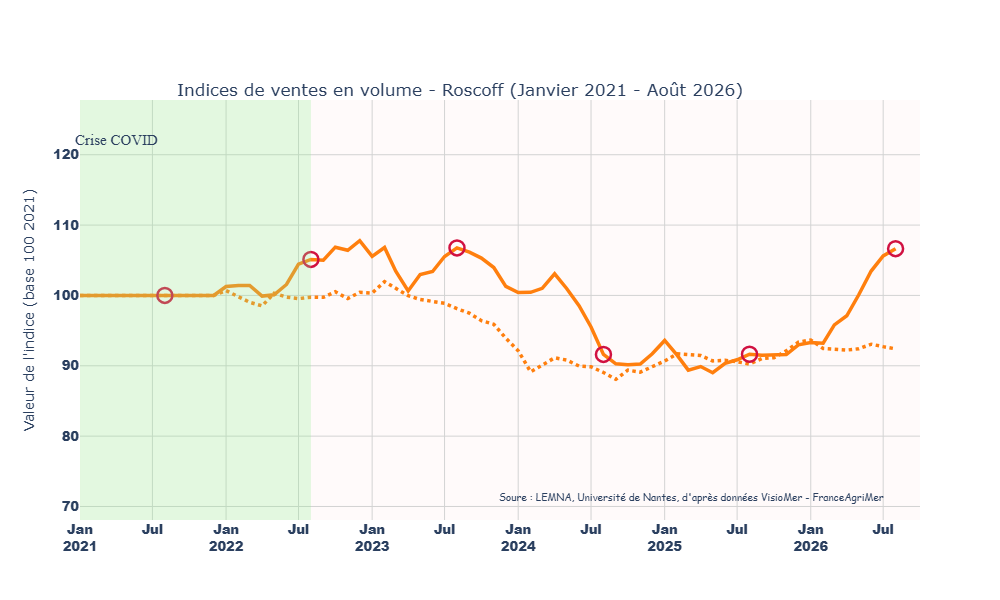 Indices de ventes en volume - Roscoff (Janvier 2021 - Août 2026)
Crise COVID
Valeur de l'indice (base 100 2021)
120
110
100
90
80
70
Soure : LEMNA, Université de Nantes, d'après données VisioMer - FranceAgriMer
Jan Jul Jan Jul Jan Jul Jan Jul Jan Jul Jan Jul
2021 2022 2023 2024 2025 2026